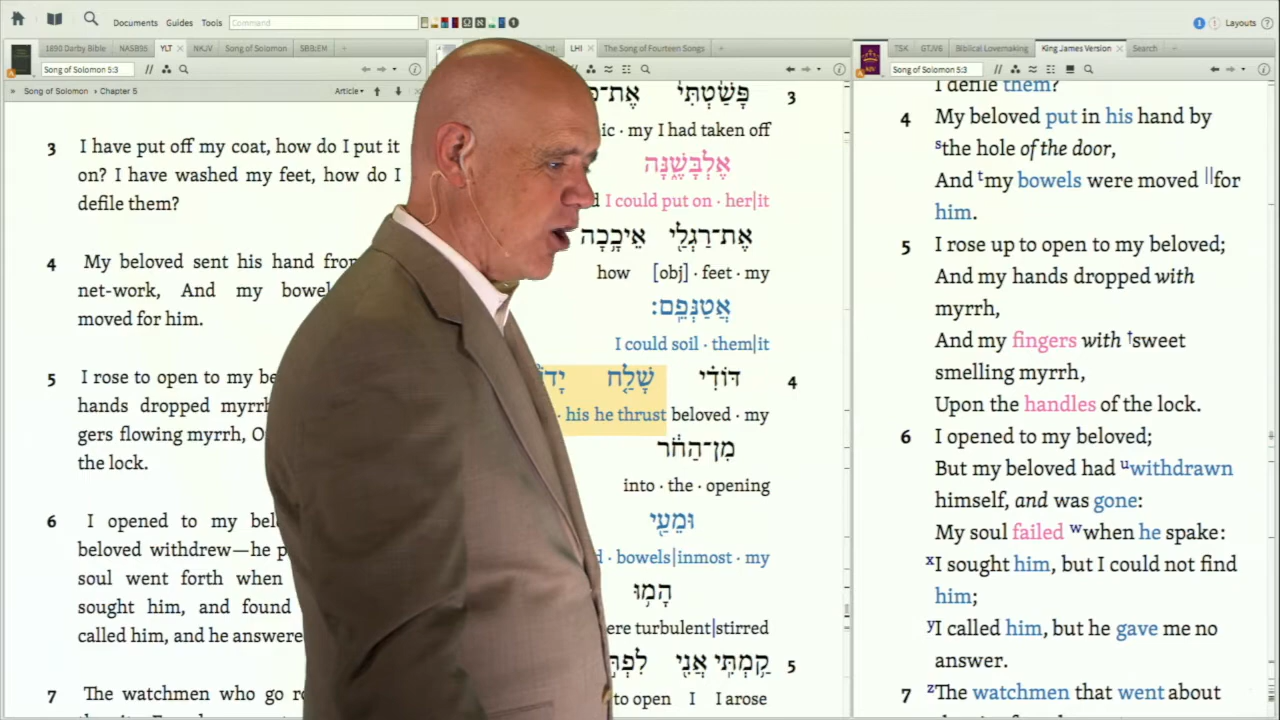 Documents Guides Tools Command
Layouts
1890 Darby Bible NASB95 YLT NKJV Song of Solomon SBB:EM
Song of Solomon 5:3
Song of Solomon Chapter 5
Article
3 I have put off my coat, how do I put it
on? I have washed my feet, how do I
defile them?
4 My beloved sent his hand from
net-work, And my
moved for him.
5 I rose to open to my
hands dropped
gers flowing myrrh,
the lock.
6 I opened to my
beloved withdrew—he
soul went forth when
sought him, and found
called him, and he answered
7 The watchmen who go
Int. LHI The Song of Fourteen Songs
פָּשַׁ֙טְתִּי֙ 3
my I had taken off
אֶלְבָּשֶׁ֑נָּה
I could put on · her|it
אֶת־רַגְלַ֖י אֵיכָ֥כָה
how [obj] · feet · my
אֲטַנְּפֵֽם׃
I could soil · them|it
דּוֹדִ֗י שָׁלַ֤ח 4
· his he thrust beloved · my
מִן־הַחֹ֔ר
into · the · opening
וּמֵעַ֖י
· bowels|inmost · my
הָמ֥וּ
turbulent|stirred
קַ֥מְתִּֽי אֲנִ֖י 5
to open I I arose
TSK GTJV6 Biblical Lovemaking King James Version Search
Song of Solomon 5:3
I defile them?
4 My beloved put in his hand by
s the hole of the door,
And t my bowels were moved || for
him.
5 I rose up to open to my beloved;
And my hands dropped with
myrrh,
And my fingers with † sweet
smelling myrrh,
Upon the handles of the lock.
6 I opened to my beloved;
But my beloved had u withdrawn
himself, and was gone:
My soul failed w when he spake:
x I sought him, but I could not find
him;
y I called him, but he gave me no
answer.
7 z The watchmen that went about